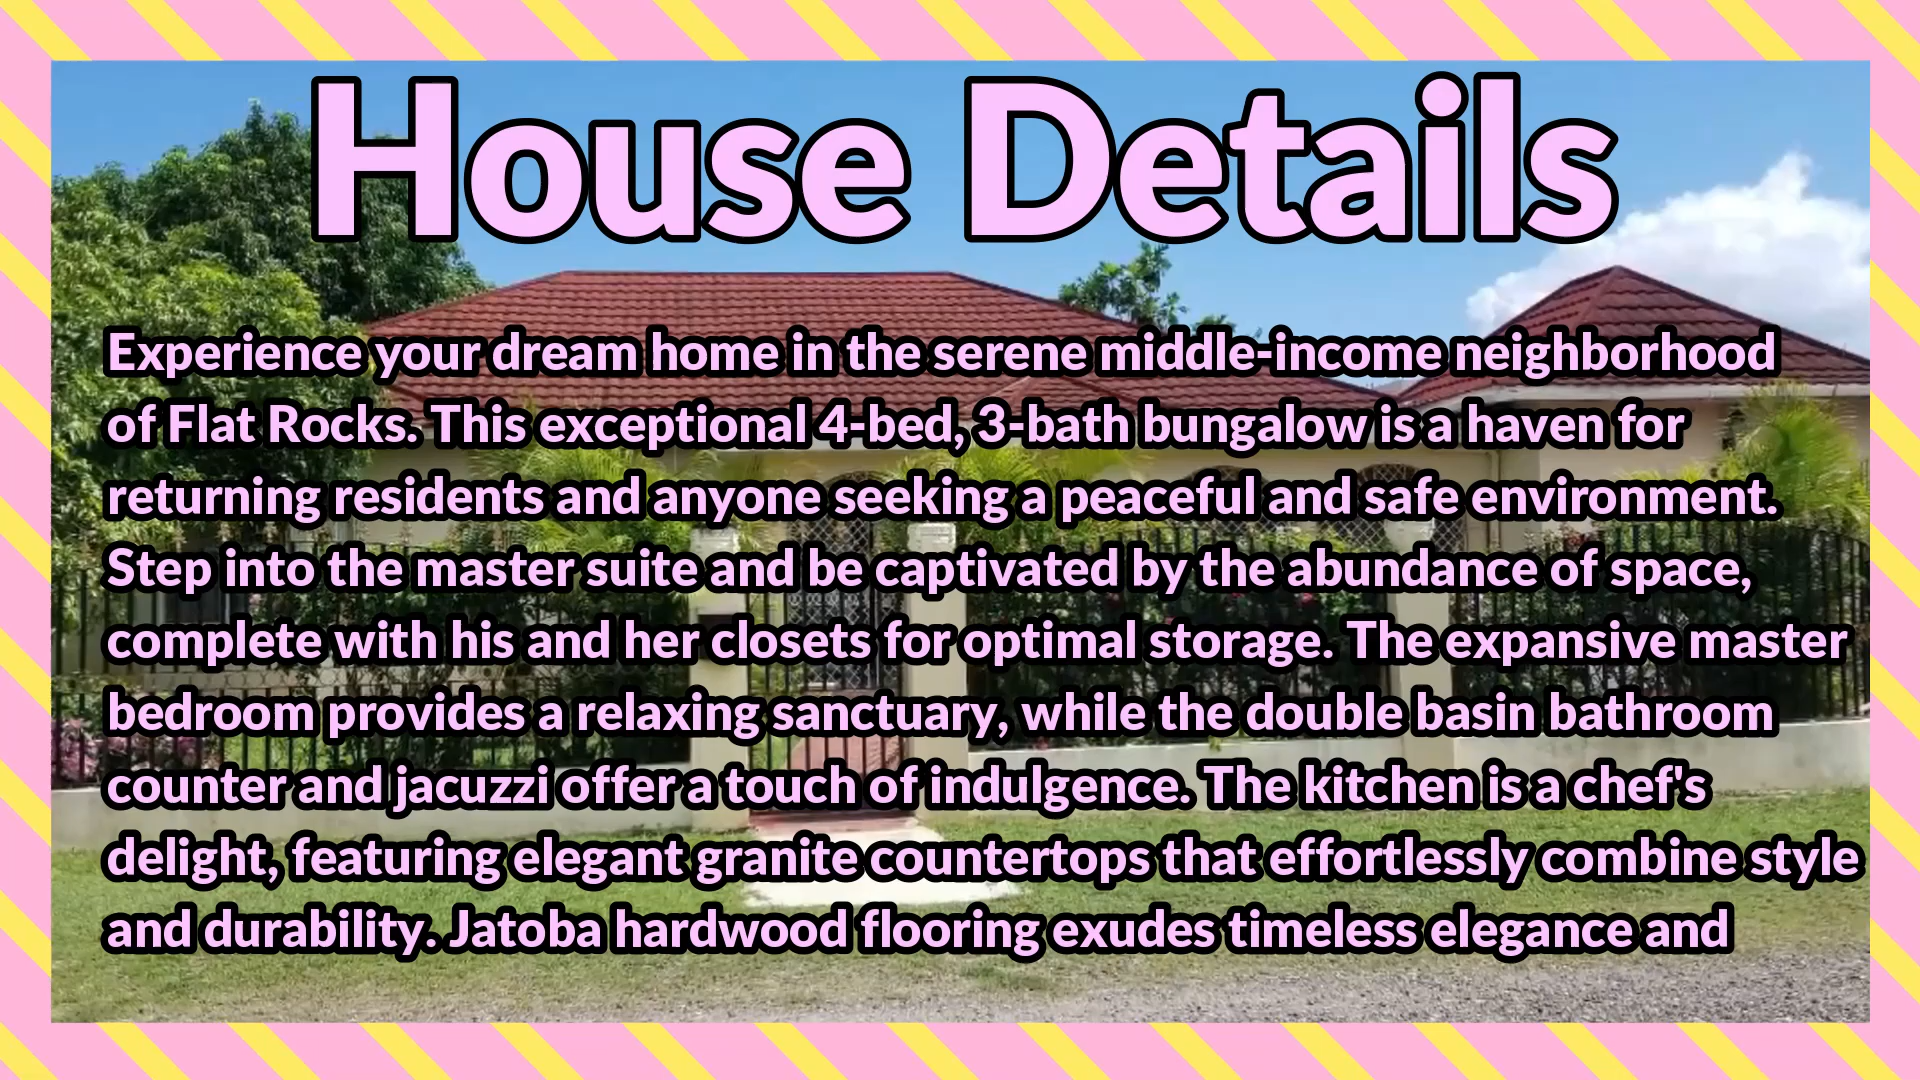 House Details
Experience your dream home in the serene middle-income neighborhood
of Flat Rocks. This exceptional 4-bed, 3-bath bungalow is a haven for
returning residents and anyone seeking a peaceful and safe environment.
Step into the master suite and be captivated by the abundance of space,
complete with his and her closets for optimal storage. The expansive master
bedroom provides a relaxing sanctuary, while the double basin bathroom
counter and jacuzzi offer a touch of indulgence. The kitchen is a chef's
delight, featuring elegant granite countertops that effortlessly combine style
and durability. Jatoba hardwood flooring exudes timeless elegance and